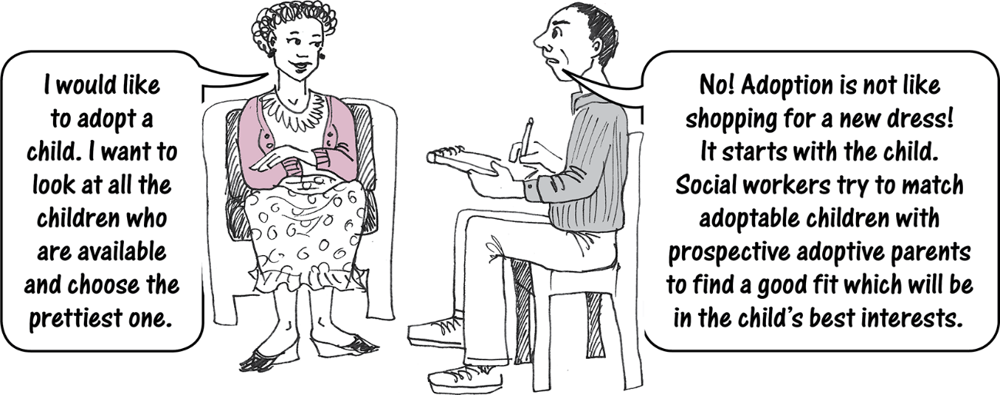 I would like
to adopt a
child. I want to
look at all the
children who
are available
and choose the
prettiest one.
No! Adoption is not like
shopping for a new dress!
It starts with the child.
Social workers try to match
adoptable children with
prospective adoptive parents
to find a good fit which will be
in the child’s best interests.